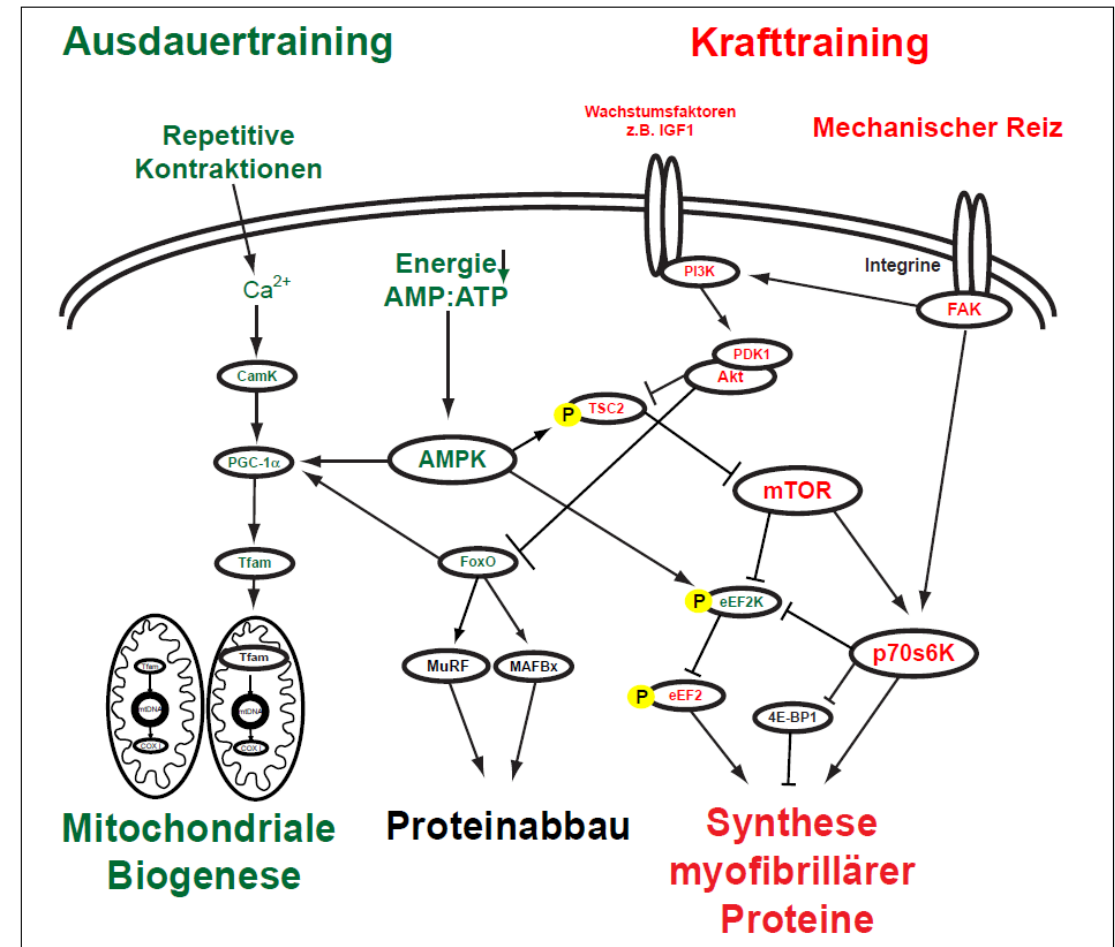 Ausdauertraining
Krafttraining
Wachstumsfaktoren
z.B. IGF1
Mechanischer Reiz
Repetitive
Kontraktionen
Energie
AMP:ATP
Integrine
Ca2+
PI3K
FAK
PDK1
Akt
CamK
TSC2
P
PGC-1α
AMPK
mTOR
Tfam
FoxO
P
eEF2K
p70s6K
Tfam
Tfam
MuRF
MAFBx
P
eEF2
4E-BP1
mtDNA
mtDNA
COX I
COX I
Mitochondriale
Biogenese
Proteinabbau
Synthese
myofibrillärer
Proteine